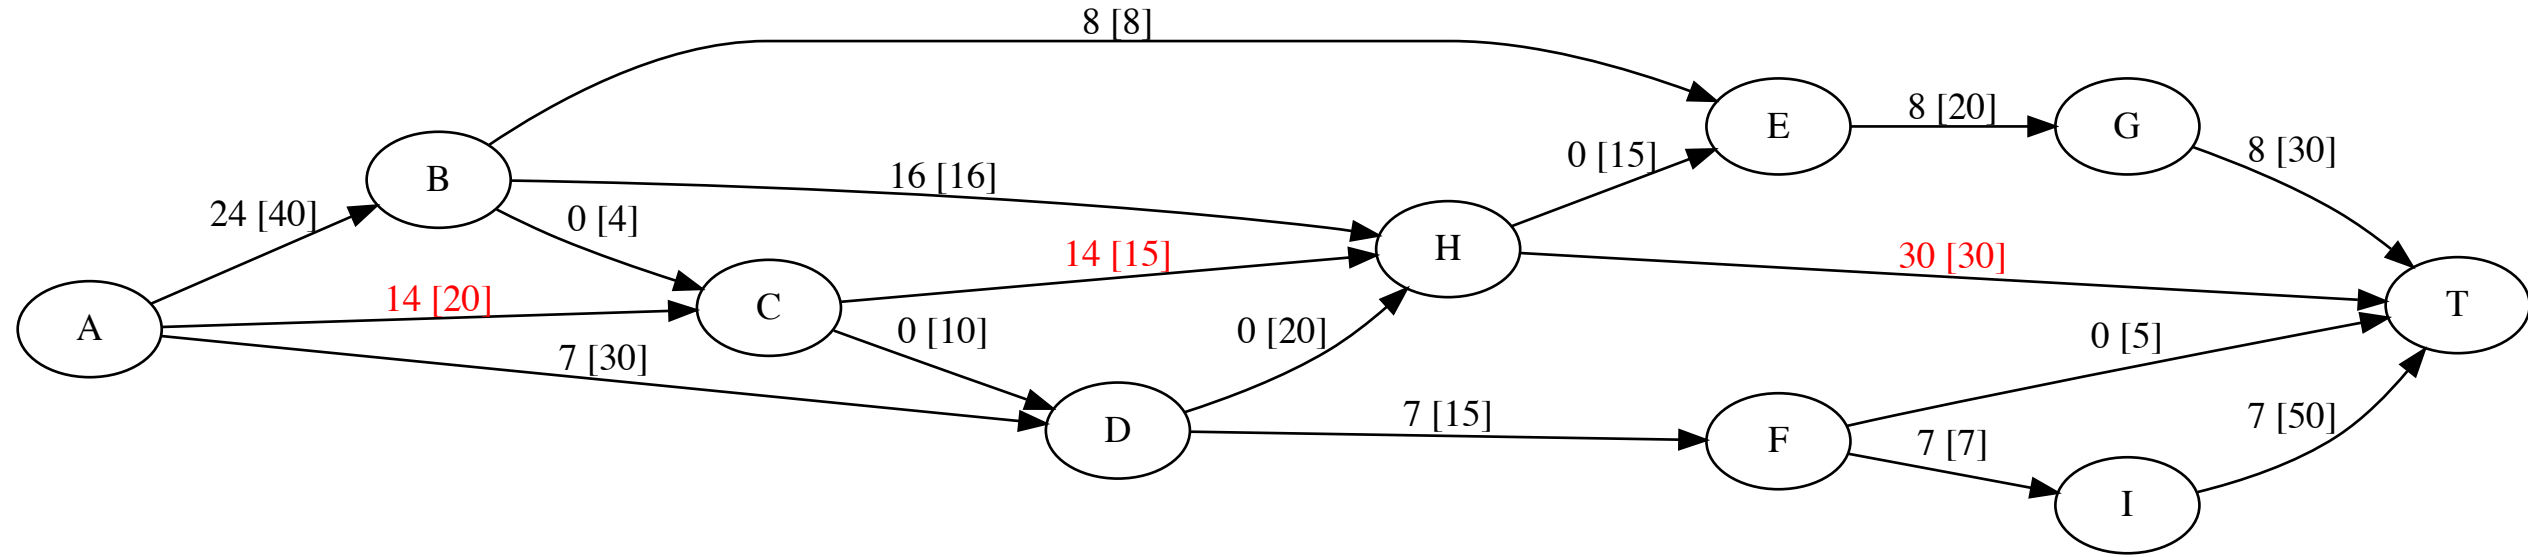 8 [8]
E
8 [20]
G
8 [30]
0 [15]
B
16 [16]
24 [40]
0 [4]
H
14 [15]
30 [30]
14 [20]
C
T
A
0 [10]
0 [20]
0 [5]
7 [30]
D
7 [15]
F
7 [7]
7 [50]
I